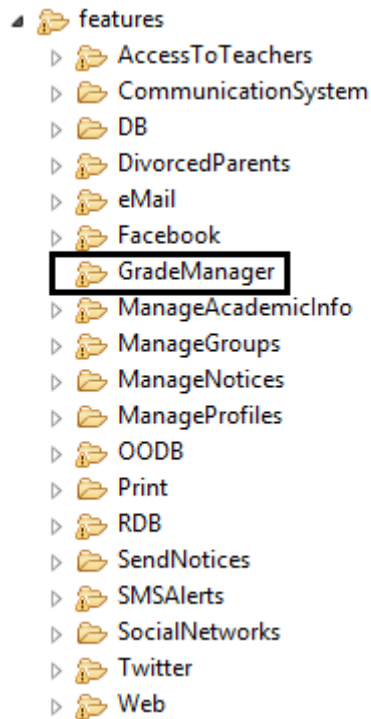 features
AccessToTeachers
CommunicationSystem
DB
DivorcedParents
eMail
Facebook
GradeManager
ManageAcademicInfo
ManageGroups
ManageNotices
ManageProfiles
OODB
Print
RDB
SendNotices
SMSAlerts
SocialNetworks
Twitter
Web